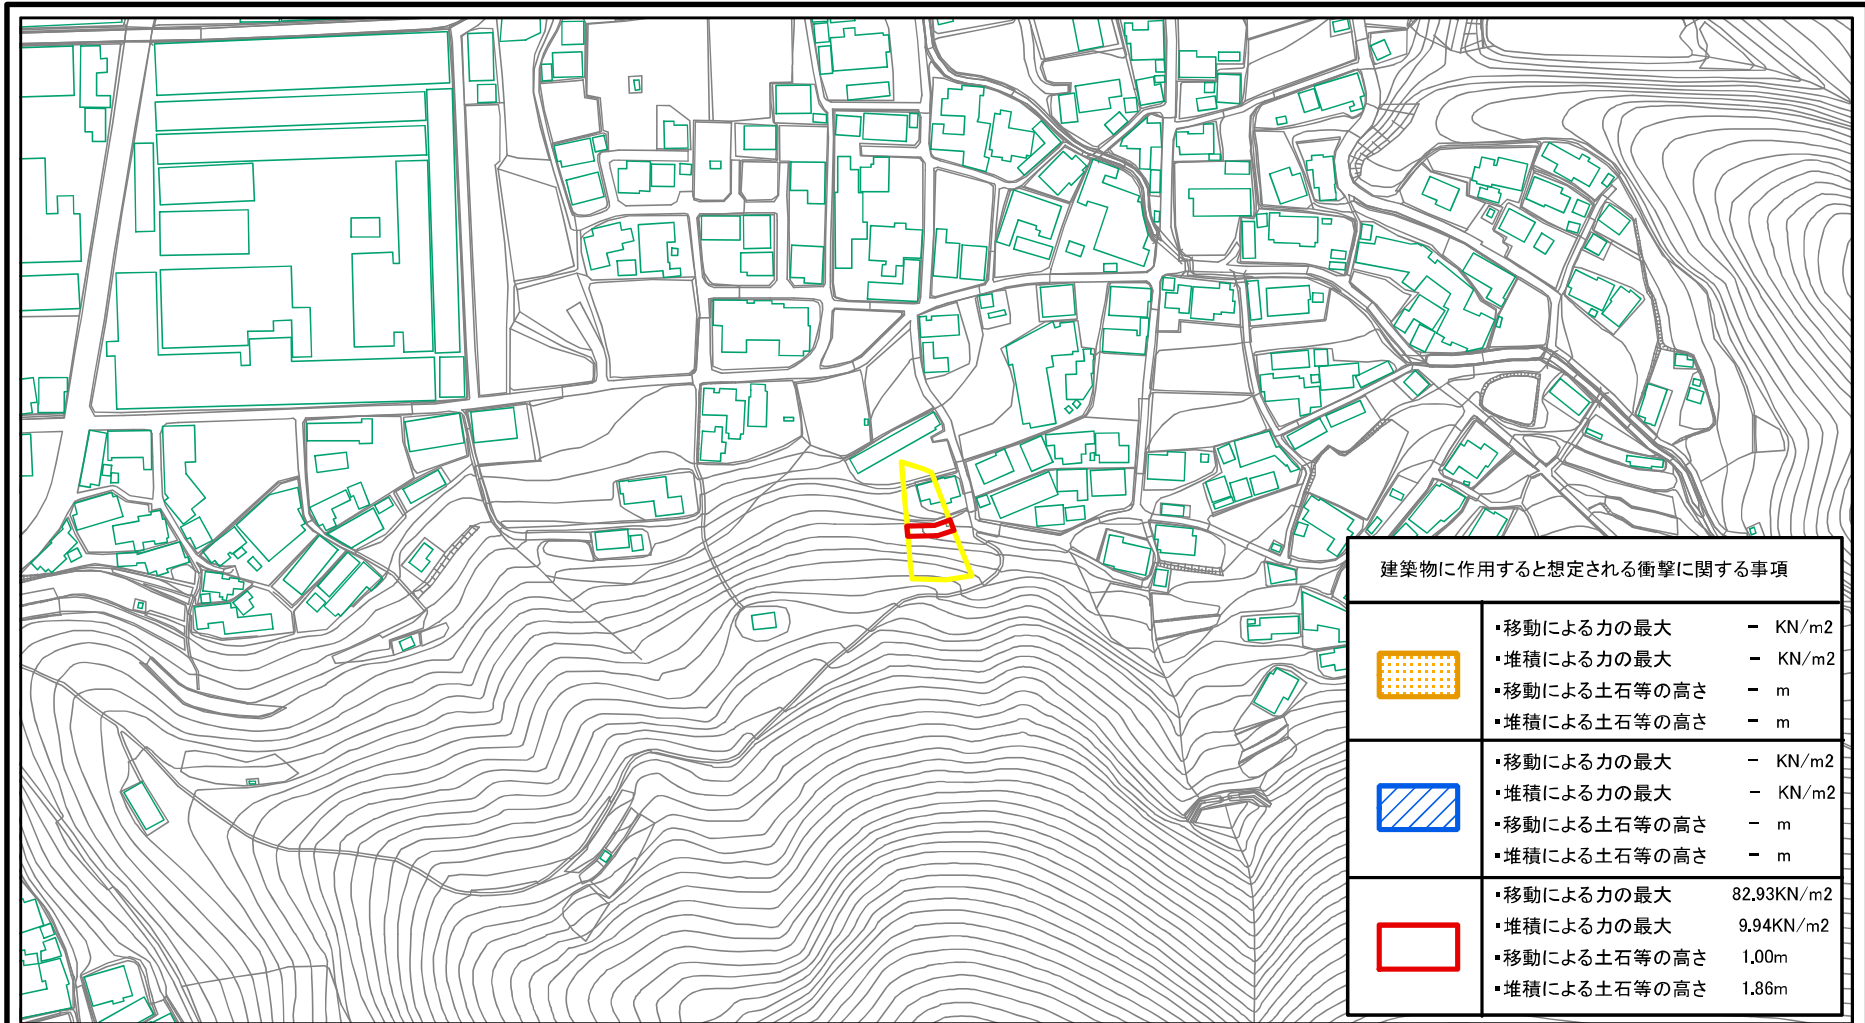 建築物に作用すると想定される衝撃に関する事項
▪移動による力の最大 － KN/m2
▪堆積による力の最大 － KN/m2
▪移動による土石等の高さ － m
▪堆積による土石等の高さ － m
▪移動による力の最大 － KN/m2
▪堆積による力の最大 － KN/m2
▪移動による土石等の高さ － m
▪堆積による土石等の高さ － m
▪移動による力の最大 82.93KN/m2
▪堆積による力の最大 9.94KN/m2
▪移動による土石等の高さ 1.00m
▪堆積による土石等の高さ 1.86m